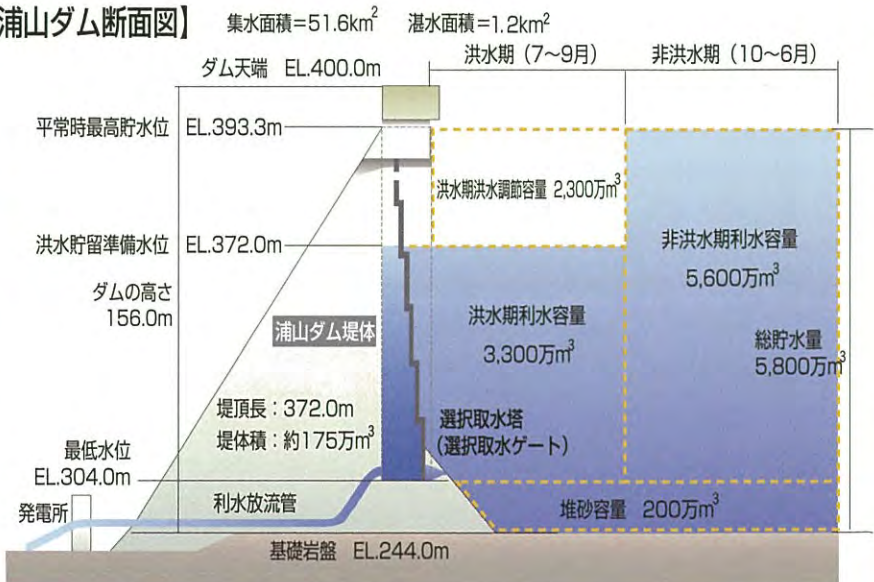 浦山ダム断面図】
集水面積=51.6km² 湛水面積=1.2km²
ダム天端 EL.400.0m
洪水期（7〜9月）
非洪水期（10〜6月）
平常時最高貯水位 EL.393.3m
洪水期洪水調節容量 2,300万m³
洪水貯留準備水位 EL.372.0m
非洪水期利水容量
5,600万m³
ダムの高さ
156.0m
浦山ダム堤体
洪水期利水容量
3,300万m³
総貯水量
5,800万m³
堤頂長：372.0m
堤体積：約175万m³
選択取水塔
（選択取水ゲート）
最低水位
EL.304.0m
発電所
利水放流管
堆砂容量 200万m³
基礎岩盤 EL.244.0m